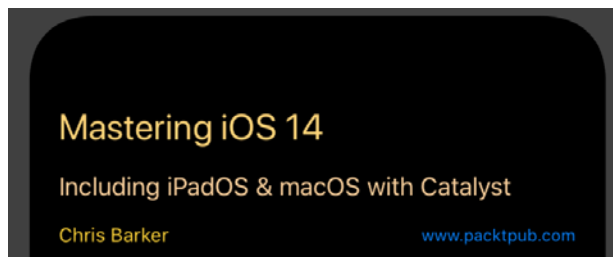 Mastering iOS 14
Including iPadOS & macOS with Catalyst
Chris Barker www.packtpub.com